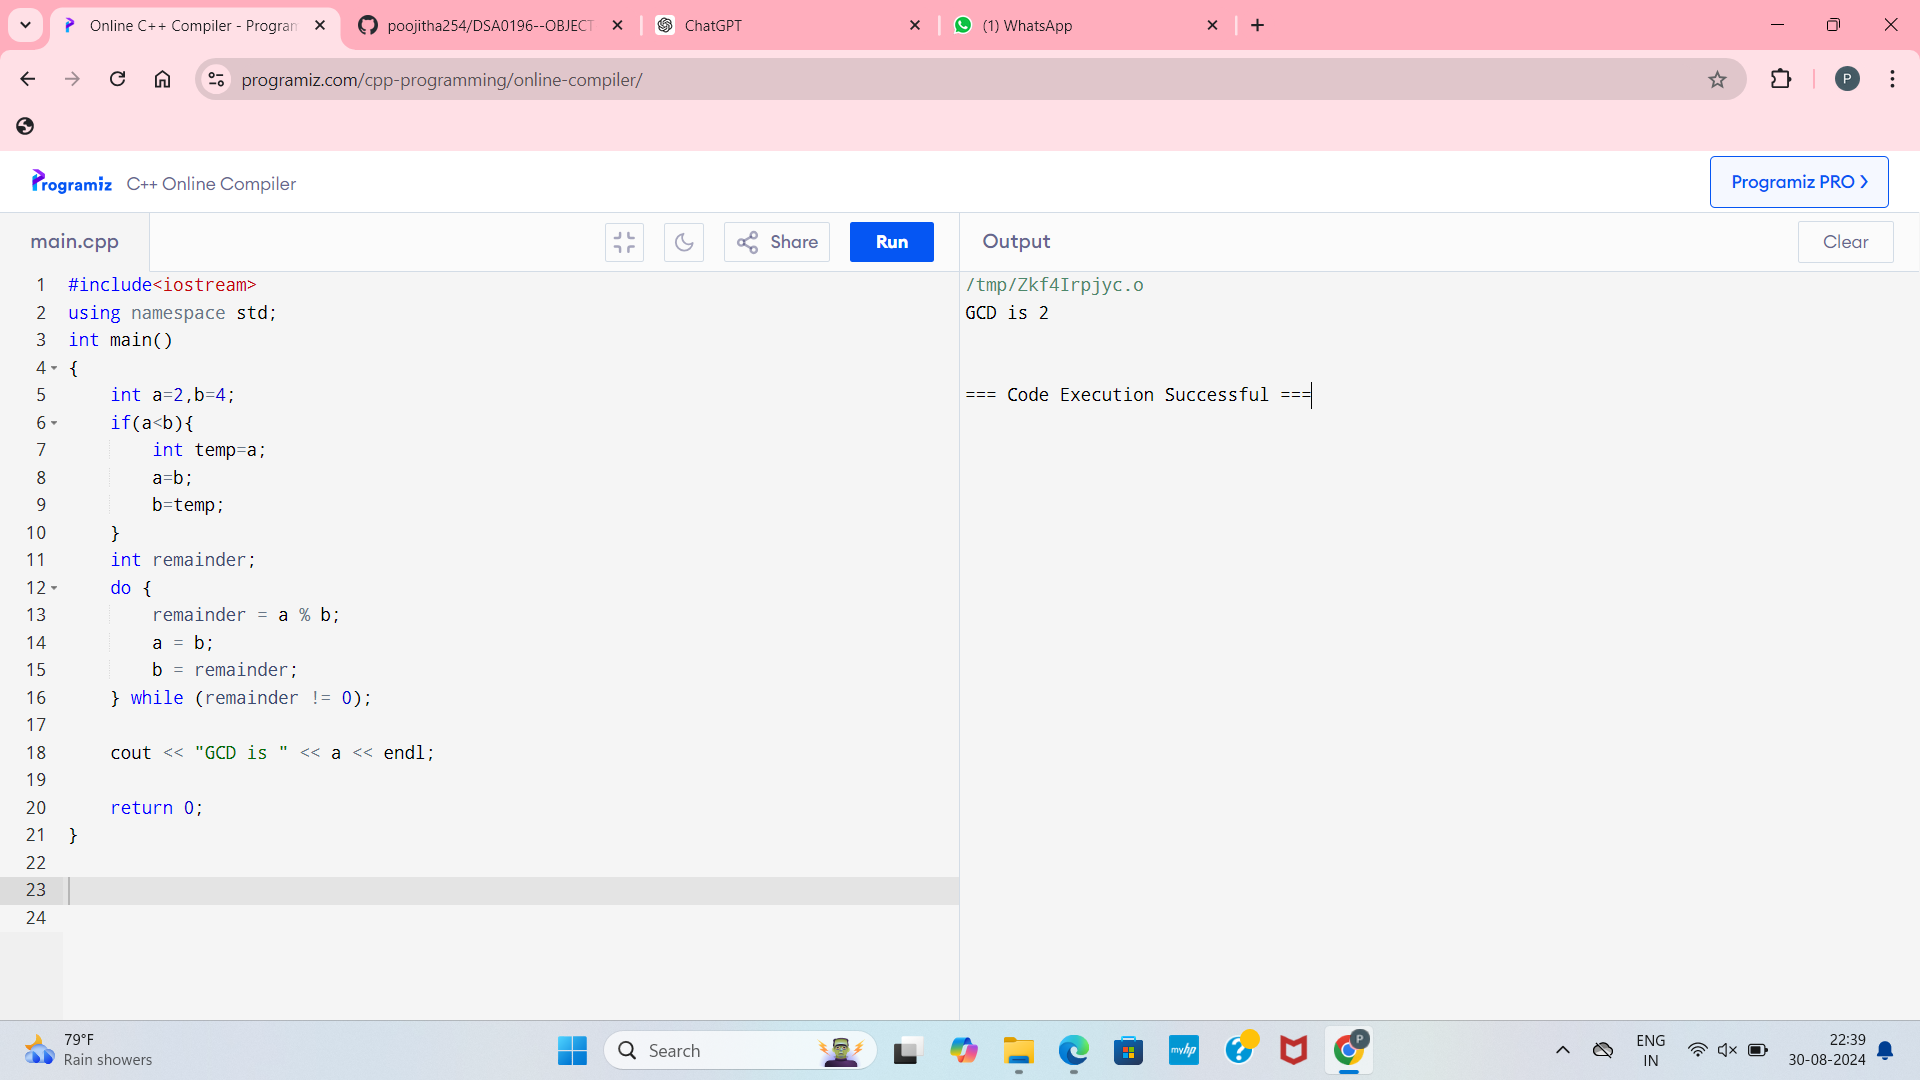 Online C++ Compiler - Program
poojitha254/DSA0196--OBJECT
ChatGPT
(1) WhatsApp
programiz.com/cpp-programming/online-compiler/
P
Programiz
C++ Online Compiler
Programiz PRO
main.cpp
Share
Run
Output
Clear
1 #include<iostream>
2 using namespace std;
3 int main()
4 {
5 int a=2,b=4;
6 if(a<b){
7 int temp=a;
8 a=b;
9 b=temp;
10 }
11 int remainder;
12 do {
13 remainder = a % b;
14 a = b;
15 b = remainder;
16 } while (remainder != 0);
17
18 cout << "GCD is " << a << endl;
19
20 return 0;
21 }
22
23
24
/tmp/Zkf4Irpjyc.o
GCD is 2
=== Code Execution Successful ===
79°F
Rain showers
Search
myhp
P
ENG
IN
22:39
30-08-2024